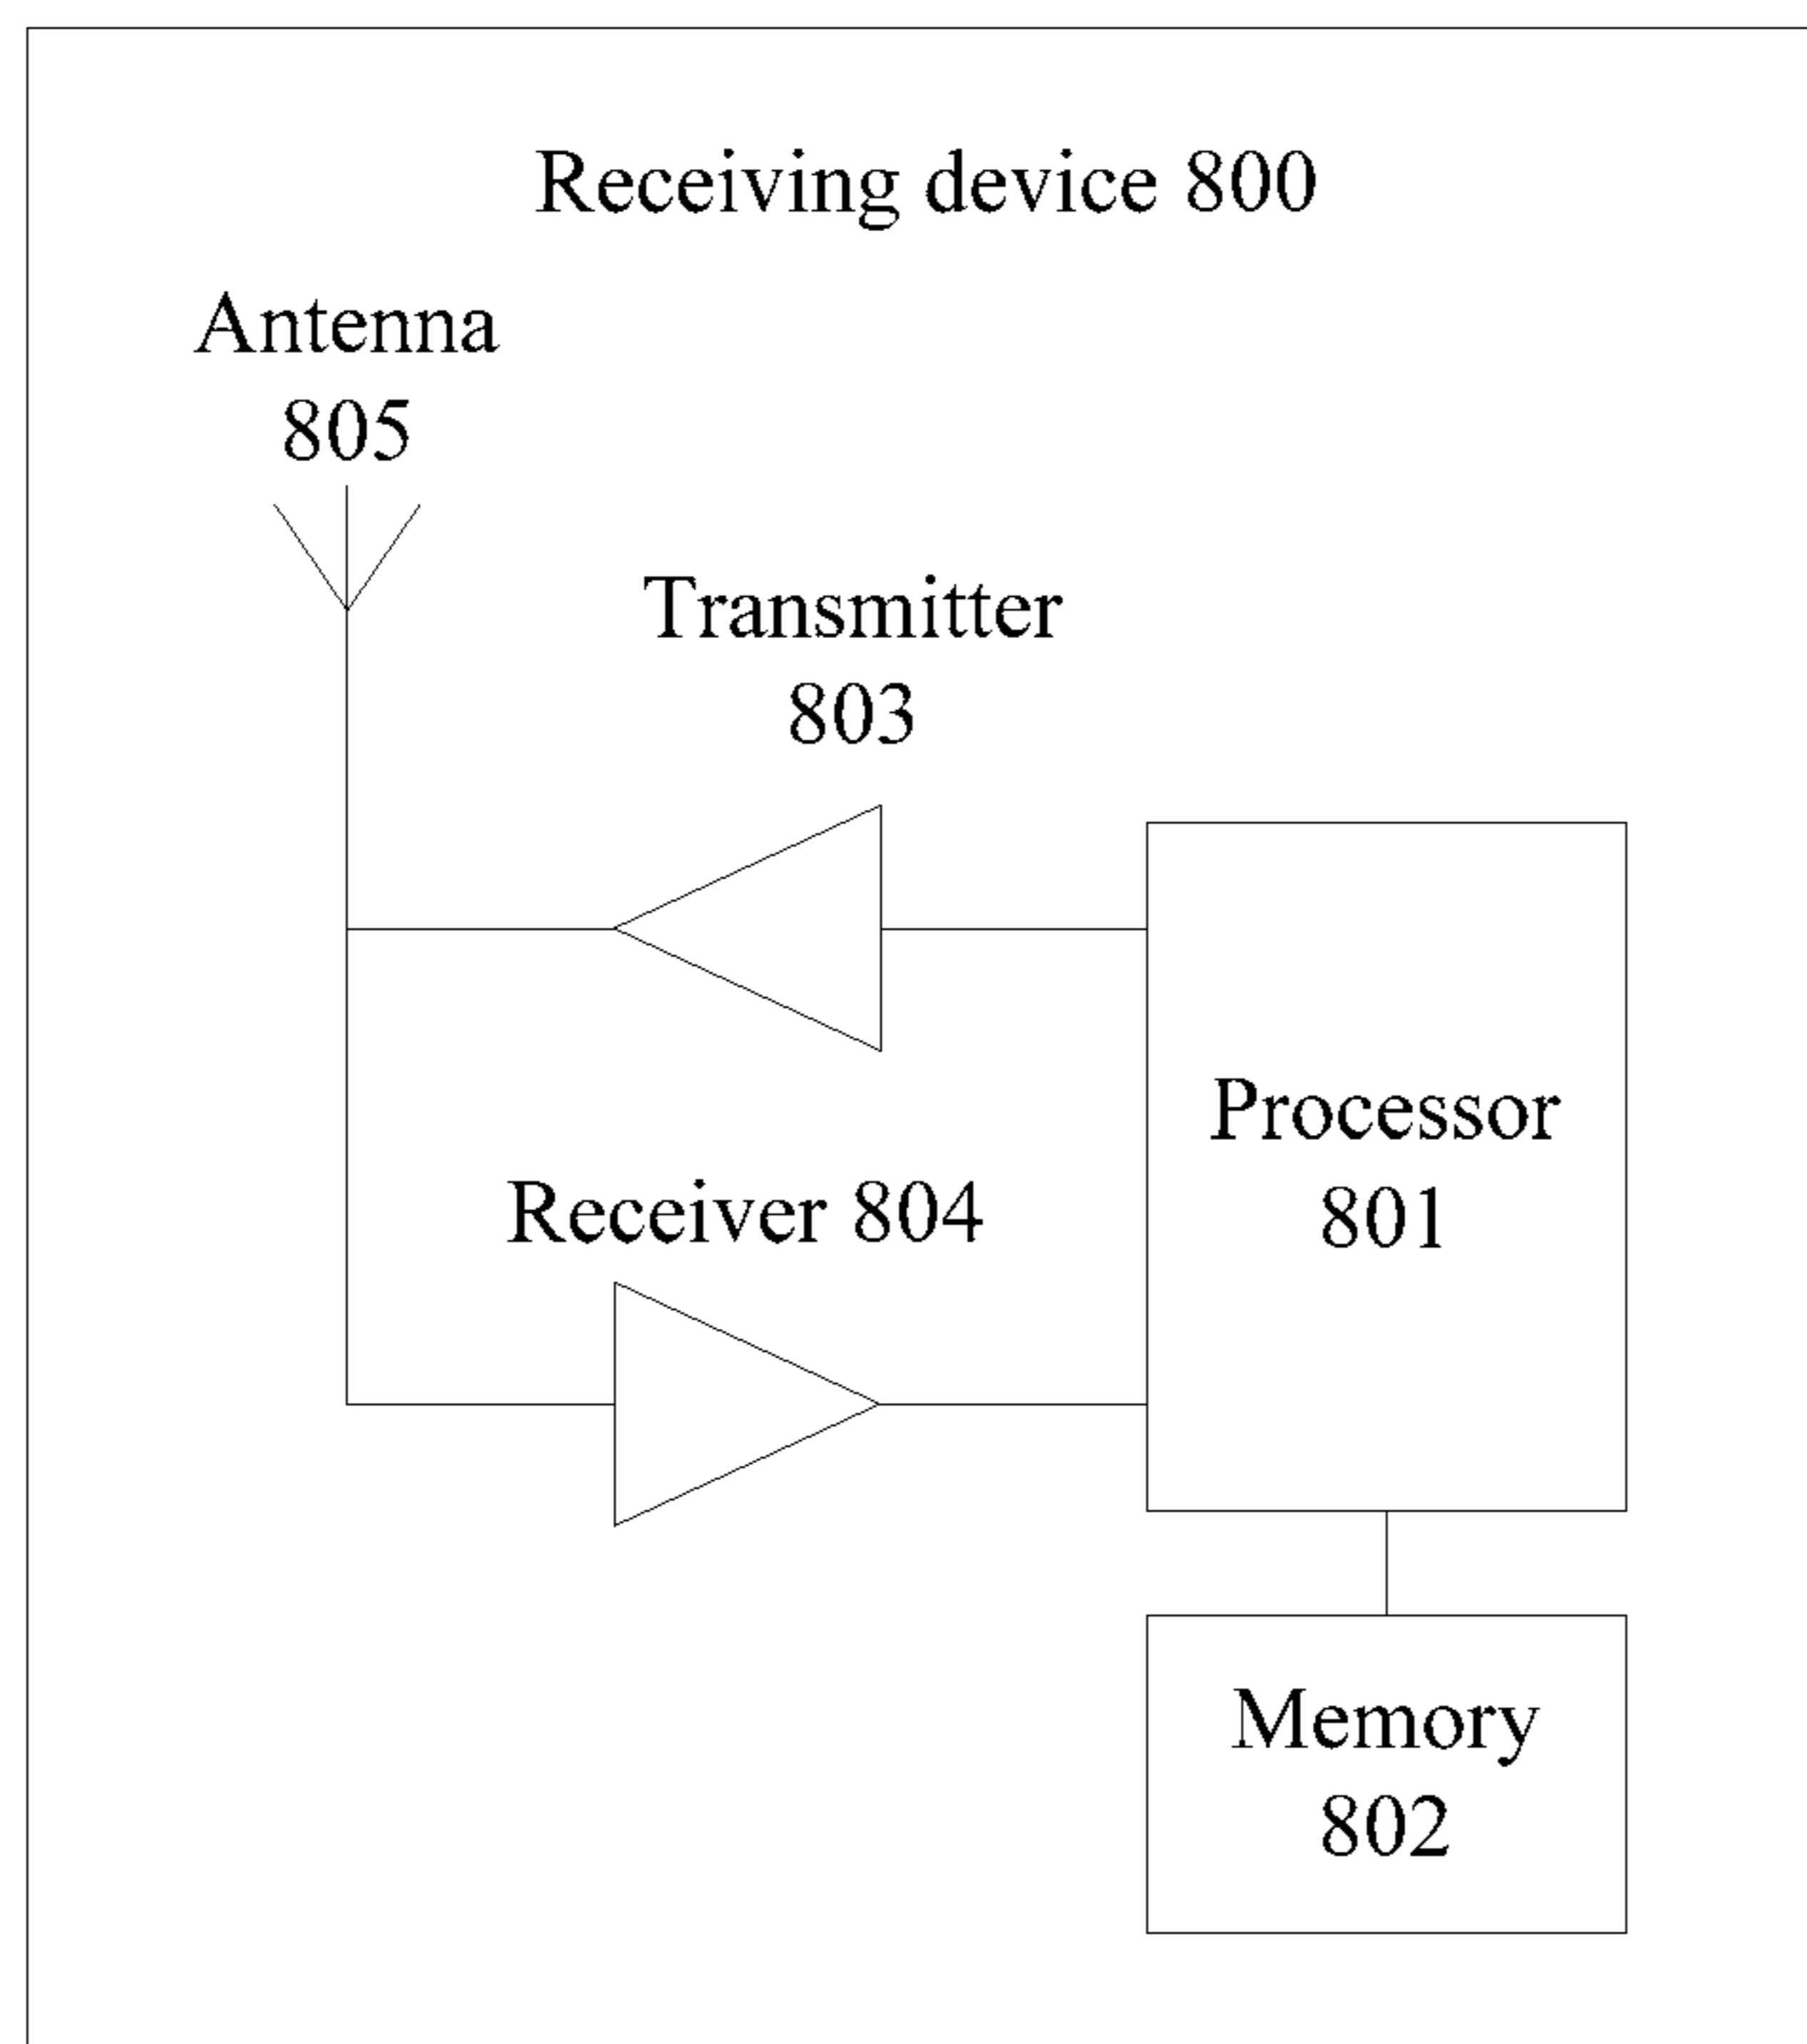 Receiving device 800
Antenna
805
Transmitter
803
Processor
801
Receiver 804
Memory
802